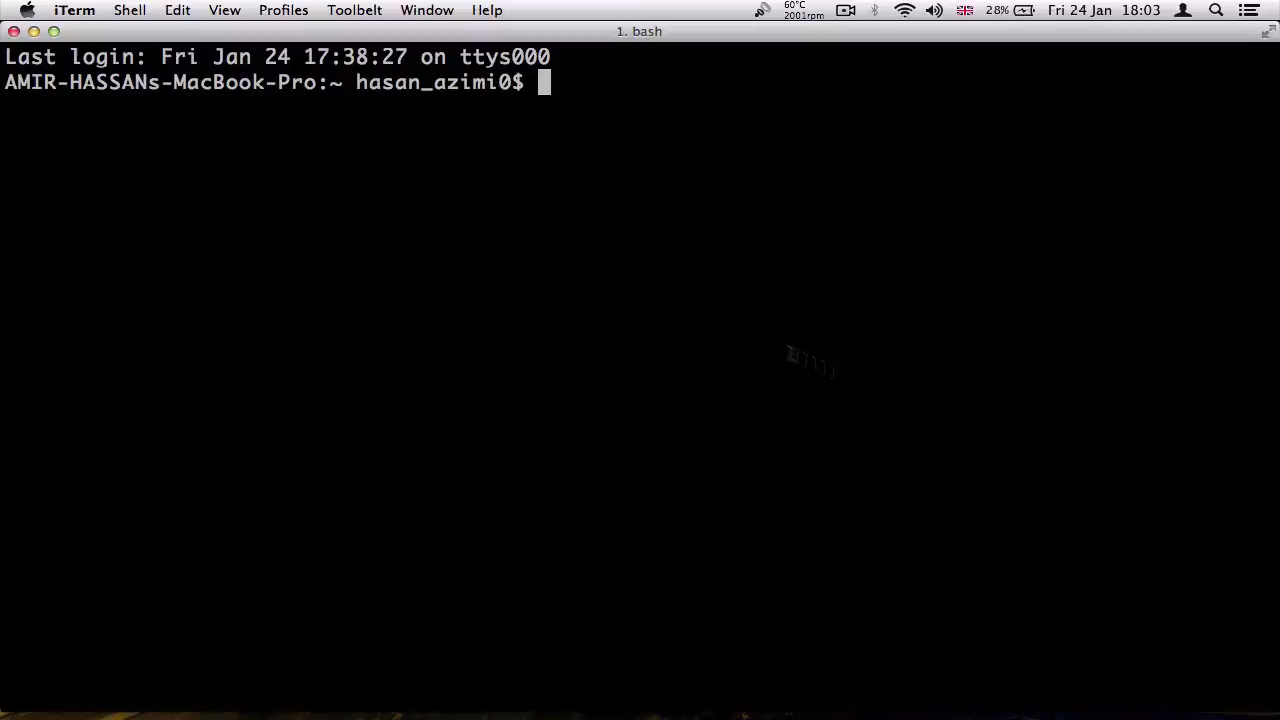 iTerm Shell Edit View Profiles Toolbelt Window Help 60°C 2001rpm 28% Fri 24 Jan 18:03
1. bash
Last login: Fri Jan 24 17:38:27 on ttys000
AMIR-HASSANs-MacBook-Pro:~ hasan_azimi0$